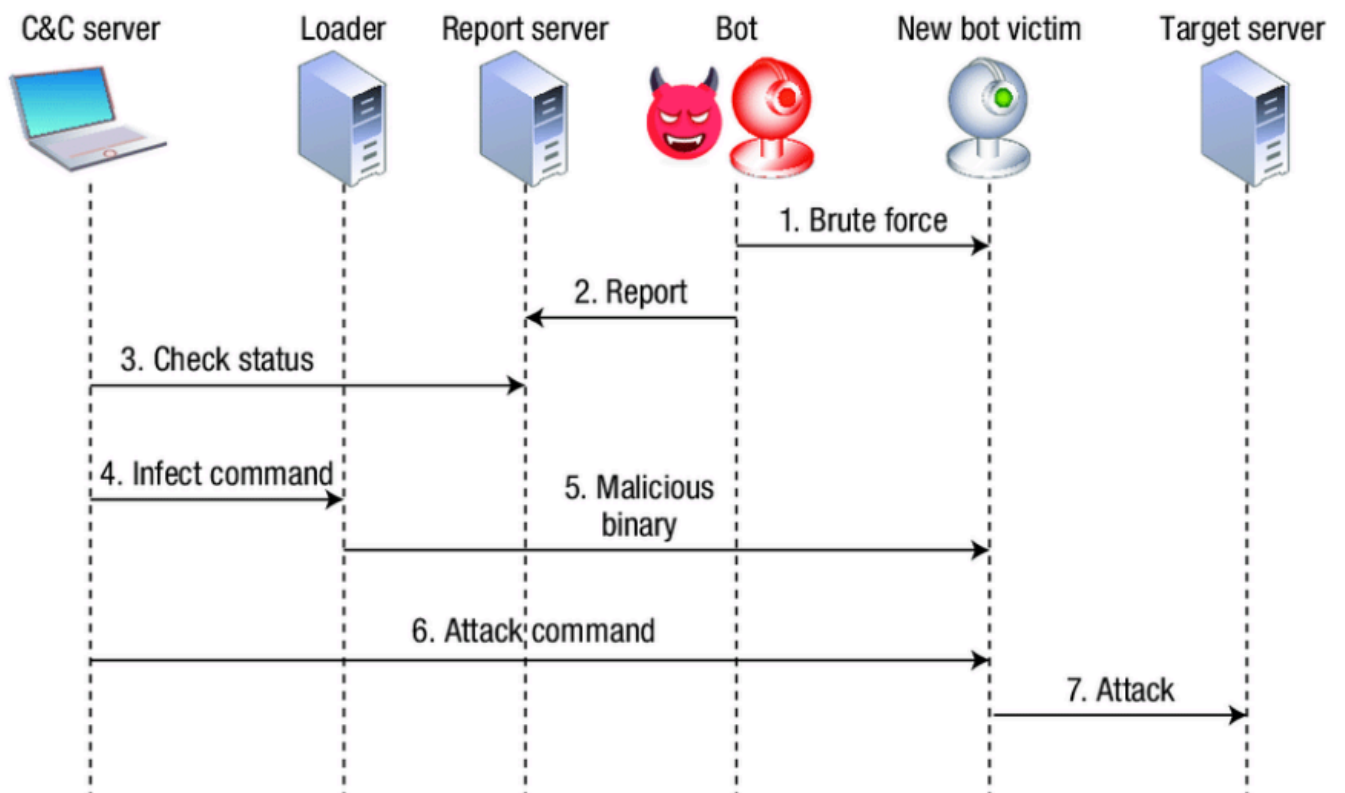 C&C server
Loader
Report server
Bot
New bot victim
Target server
1. Brute force
2. Report
3. Check status
4. Infect command
5. Malicious
binary
6. Attack command
7. Attack